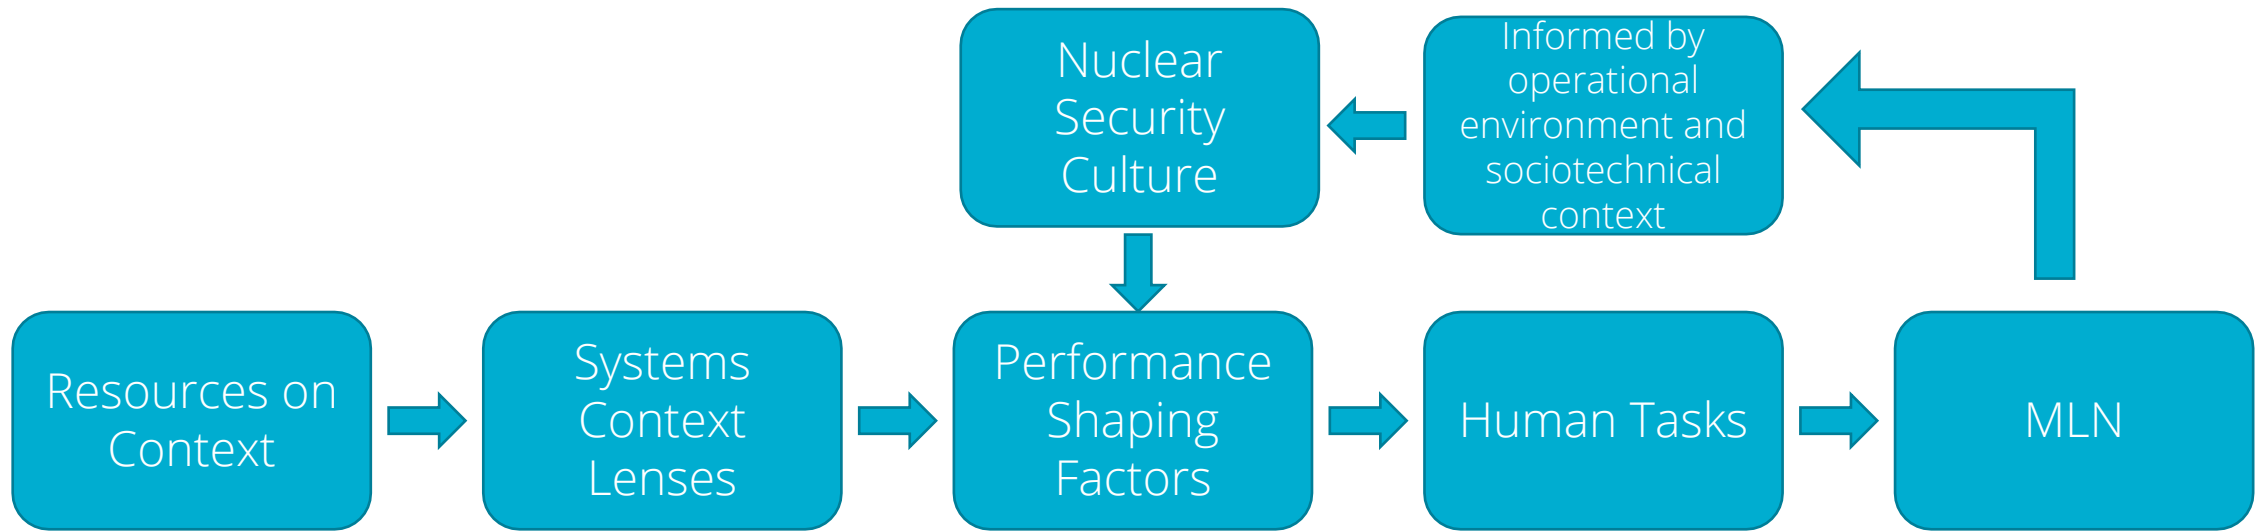 Nuclear
Security
Culture
Informed by
operational
environment and
sociotechnical
context
Resources on
Context
Systems
Context
Lenses
Performance
Shaping
Factors
Human Tasks
MLN